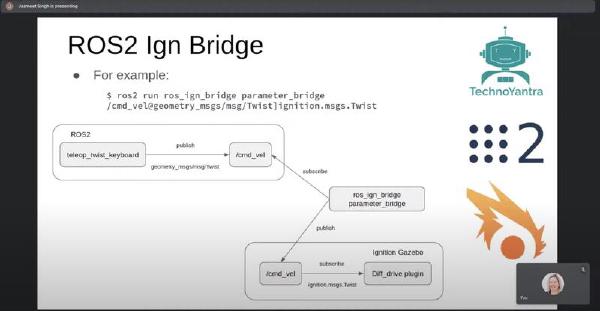 Jasmeet Singh is presenting
ROS2 Ign Bridge
● For example:
$ ros2 run ros_ign_bridge parameter_bridge
/cmd_vel@geometry_msgs/msg/Twist]ignition.msgs.Twist
TechnoYantra
ROS2
publish
teleop_twist_keyboard
/cmd_vel
geometry_msgs/msg/Twist
2
subscribe
ros_ign_bridge
parameter_bridge
publish
Ignition Gazebo
subscribe
/cmd_vel
Diff_drive plugin
ignition.msgs.Twist
You